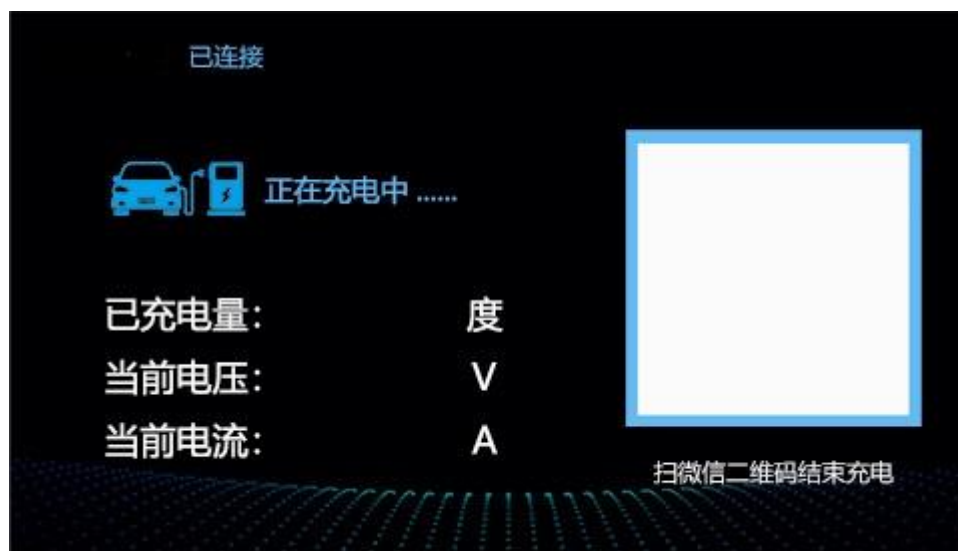 已连接
正在充电中......
已充电量： 度
当前电压： V
当前电流： A
扫微信二维码结束充电